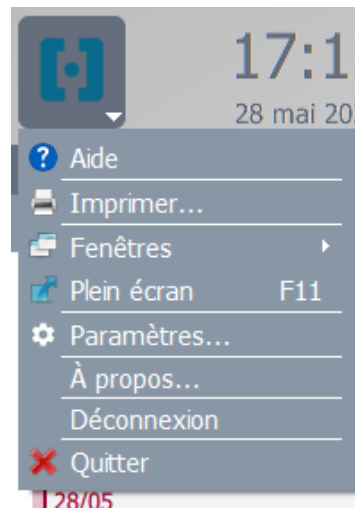 17:1
28 mai 20
Aide
Imprimer...
Fenêtres
Plein écran F11
Paramètres...
À propos...
Déconnexion
Quitter
28/05